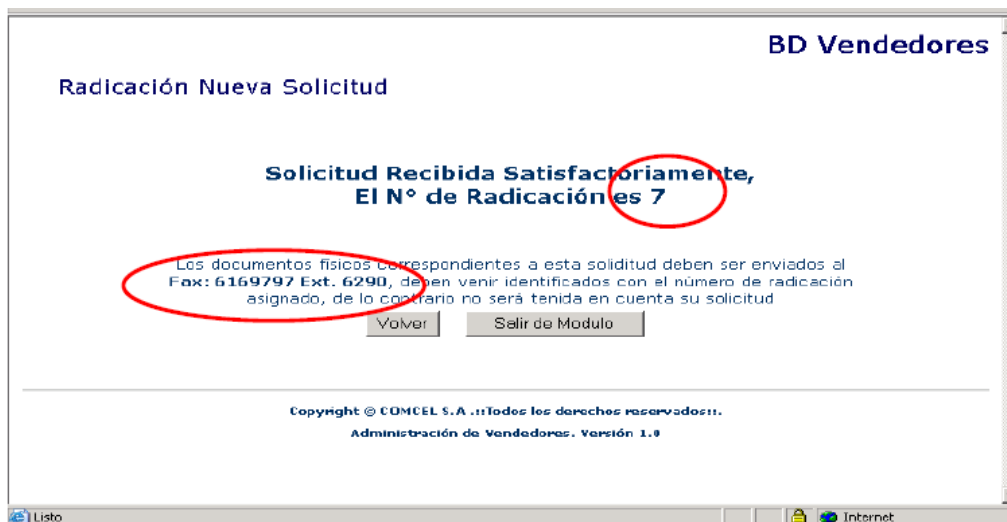 BD Vendedores
Radicación Nueva Solicitud
Solicitud Recibida Satisfactoriamente,
El Nº de Radicación es 7
Los documentos físicos correspondientes a esta soliditud deben ser enviados al
Fax: 6169797 Ext. 6290, deben venir identificados con el número de radicación
asignado, de lo contrario no será tenida en cuenta su solicitud
Volver Salir de Modulo
Copyright © COMCEL S.A .::Todos los derechos reservados::.
Administración de Vendedores. Versión 1.0
Listo Internet